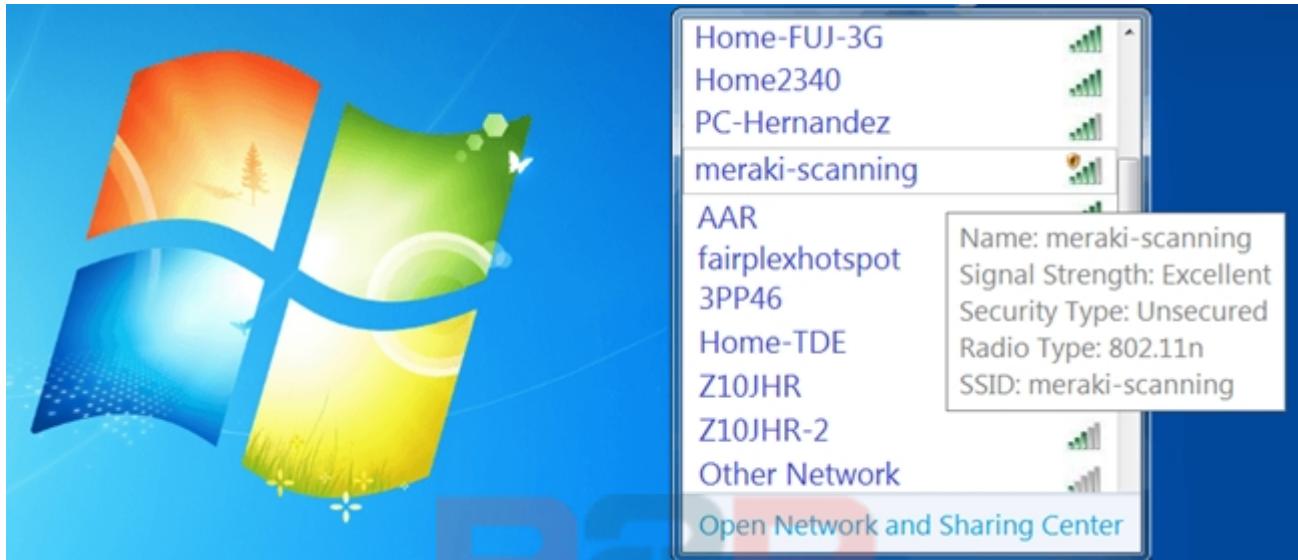 Home-FUJ-3G
Home2340
PC-Hernandez
meraki-scanning
AAR
fairplexhotspot
3PP46
Home-TDE
Z10JHR
Z10JHR-2
Other Network
Open Network and Sharing Center
Name: meraki-scanning
Signal Strength: Excellent
Security Type: Unsecured
Radio Type: 802.11n
SSID: meraki-scanning